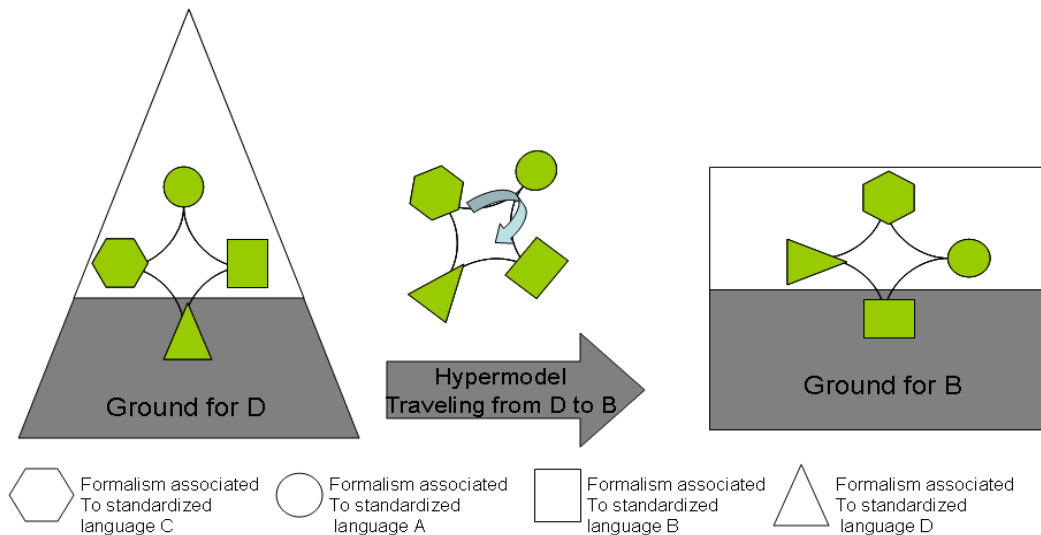 Ground for D
Hypermodel
Traveling from D to B
Ground for B
Formalism associated
To standardized
language C
Formalism associated
To standardized
language A
Formalism associated
To standardized
language B
Formalism associated
To standardized
language D